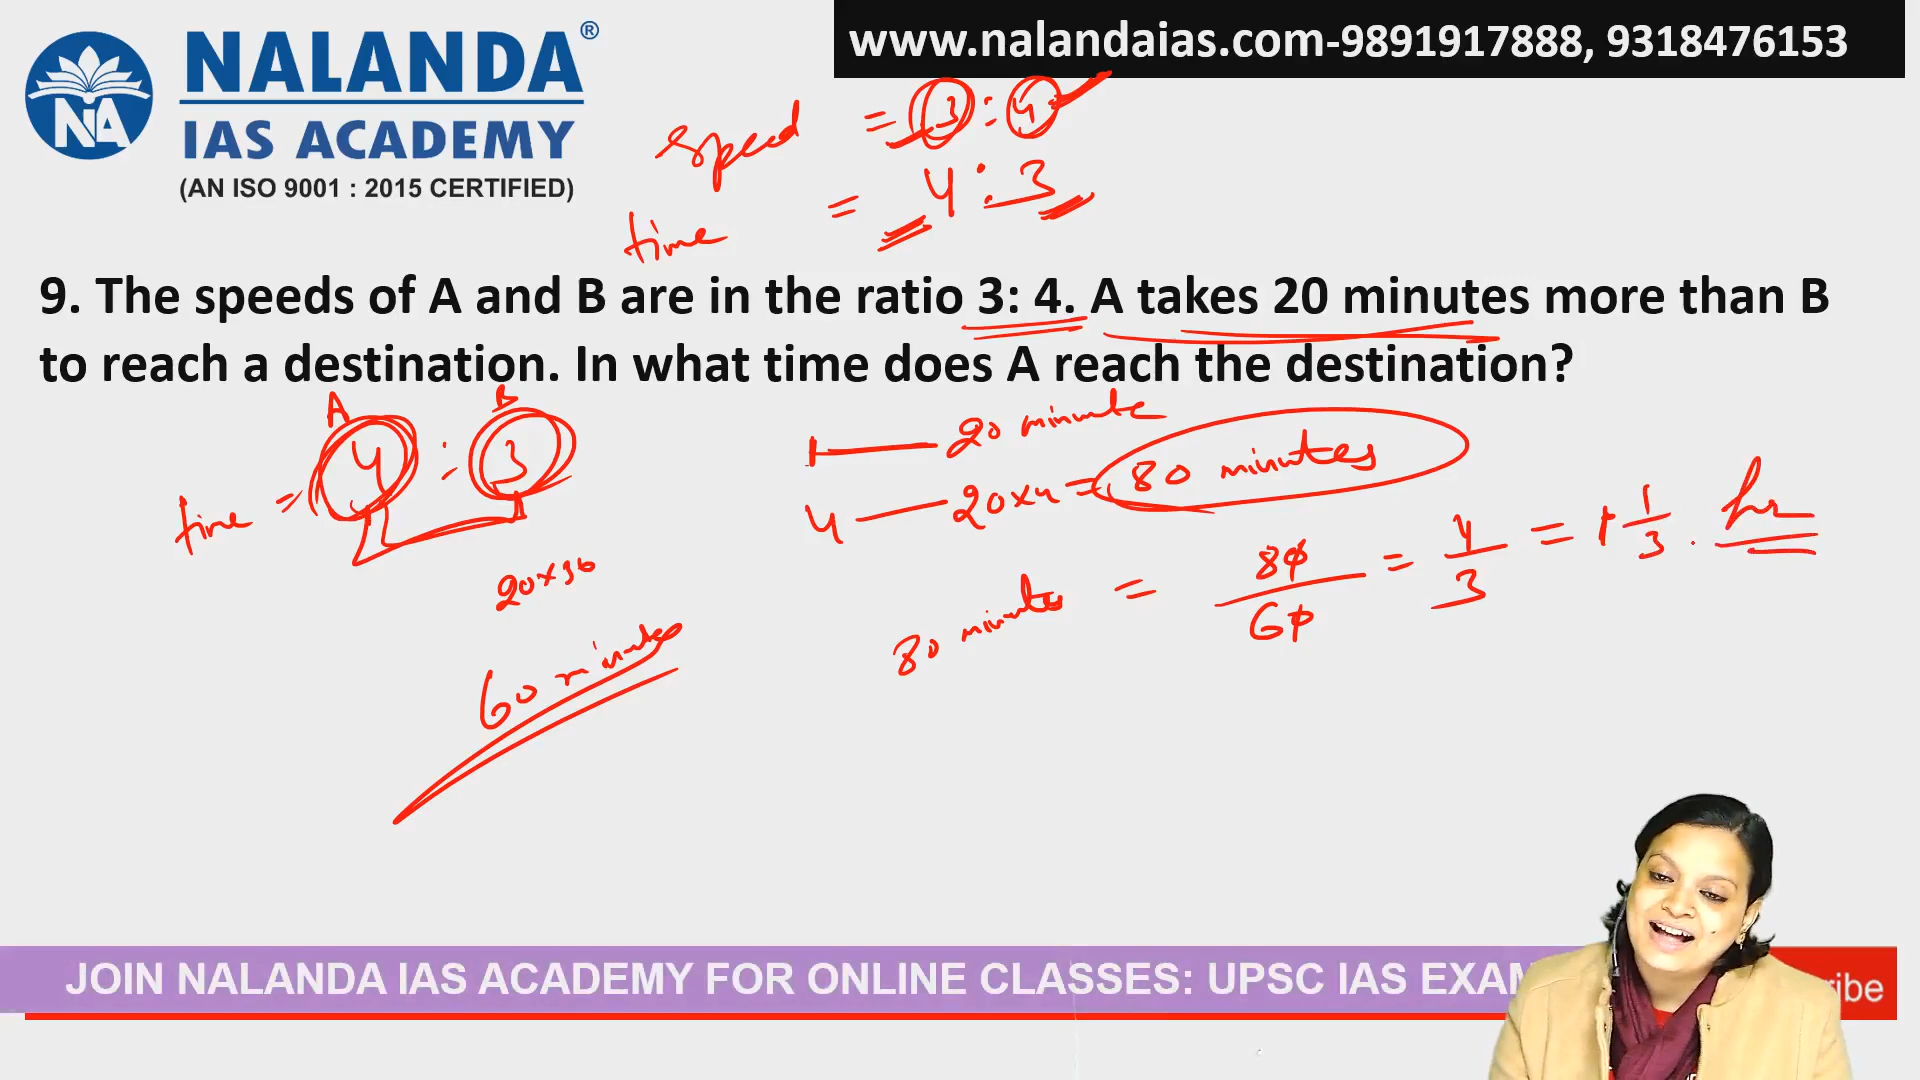 NALANDA®
IAS ACADEMY
(AN ISO 9001 : 2015 CERTIFIED)
NA
www.nalandaias.com-9891917888, 9318476153
speed = 3 : 4
time = 4 : 3
9. The speeds of A and B are in the ratio 3: 4. A takes 20 minutes more than B
to reach a destination. In what time does A reach the destination?
A B
time = 4 : 3
1 — 20 minute
4 — 20×4 = 80 minutes
80 minutes = 80/60 = 4/3 = 1 1/3 . hr
60 minutes
JOIN NALANDA IAS ACADEMY FOR ONLINE CLASSES: UPSC IAS EXAM